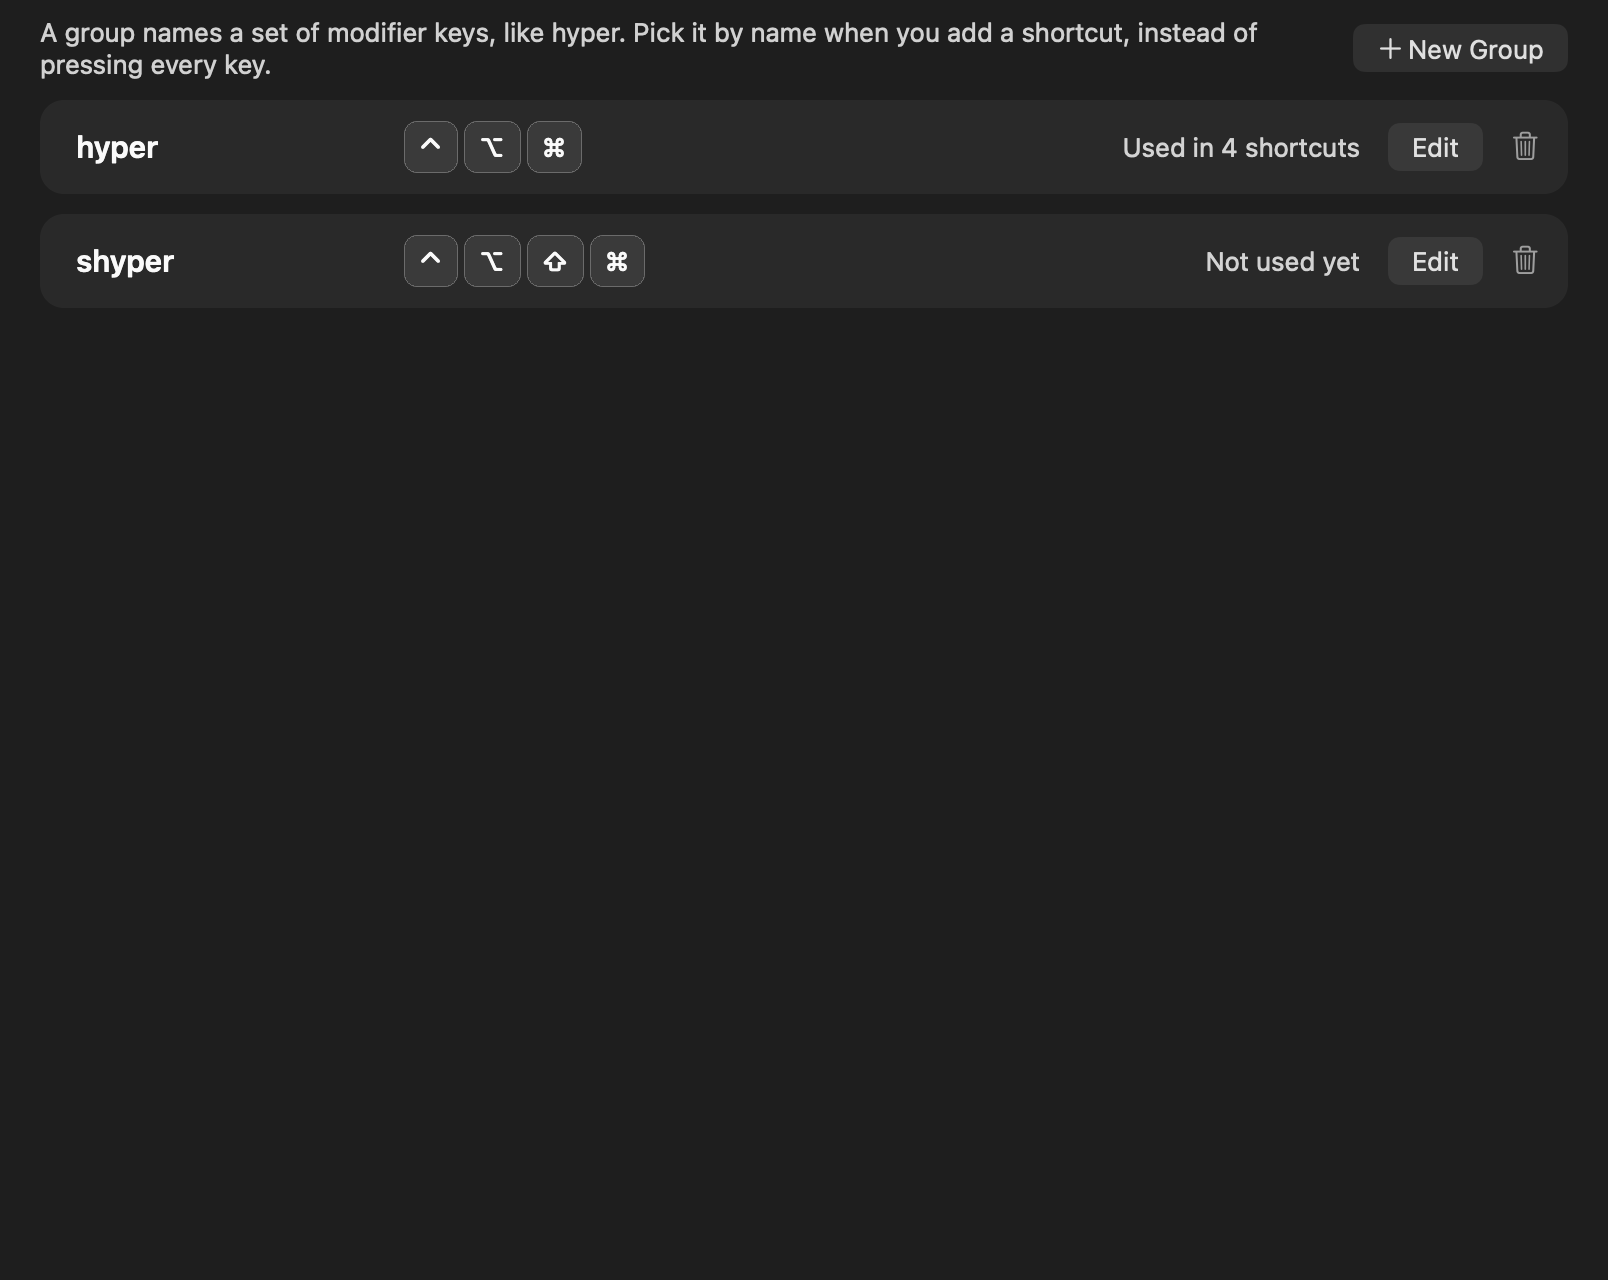 A group names a set of modifier keys, like hyper. Pick it by name when you add a shortcut, instead of
pressing every key.
+ New Group
hyper ^ ⌥ ⌘ Used in 4 shortcuts Edit
shyper ^ ⌥ ⇧ ⌘ Not used yet Edit